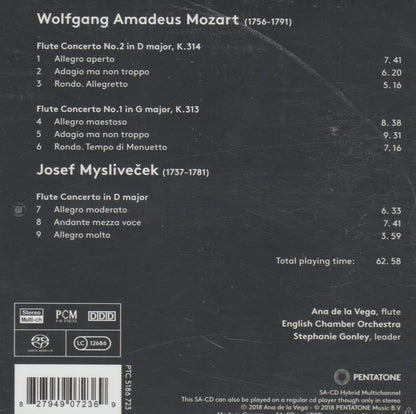 Wolfgang Amadeus Mozart (1756-1791)
Flute Concerto No.2 in D major, K.314
1 Allegro aperto 7. 41
2 Adagio ma non troppo 6. 20
3 Rondo. Allegretto 5. 16
Flute Concerto No.1 in G major, K.313
4 Allegro maestoso 8. 38
5 Adagio ma non troppo 9. 31
6 Rondo. Tempo di Menuetto 7. 16
Josef Mysliveček (1737-1781)
Flute Concerto in D major
7 Allegro moderato 6. 33
8 Andante mezza voce 7. 41
9 Allegro molto 3. 59
Total playing time: 62. 58
Stereo
Multi-ch
PCM
DDD
Ana de la Vega, flute
English Chamber Orchestra
Stephanie Gonley, leader
SACD
LC 12686
PTC 5186 723
8 27949 07236 9
PENTATONE
SA-CD Hybrid Multichannel
This SA-CD can also be played on a regular cd player though only in stereo
℗ 2018 Ana de la Vega - © 2018 PENTATONE Music B.V.